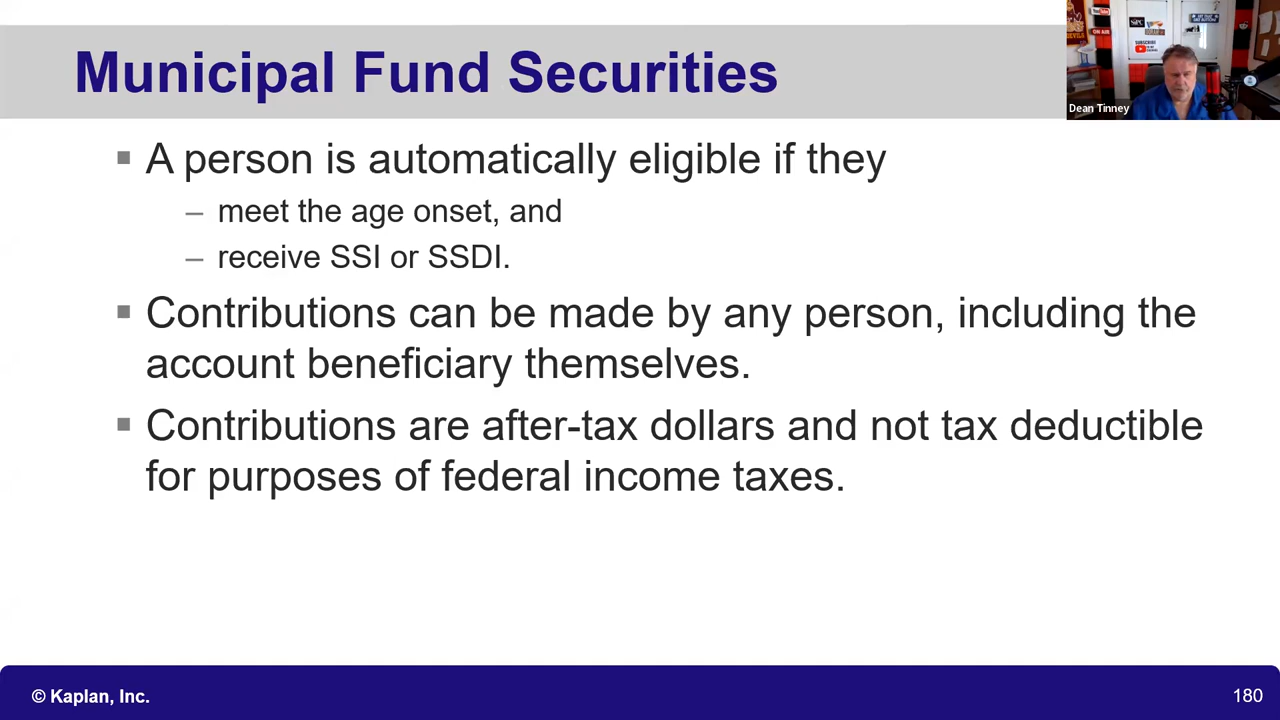 Municipal Fund Securities
Dean Tinney
▪ A person is automatically eligible if they
– meet the age onset, and
– receive SSI or SSDI.
▪ Contributions can be made by any person, including the
account beneficiary themselves.
▪ Contributions are after-tax dollars and not tax deductible
for purposes of federal income taxes.
© Kaplan, Inc.
180